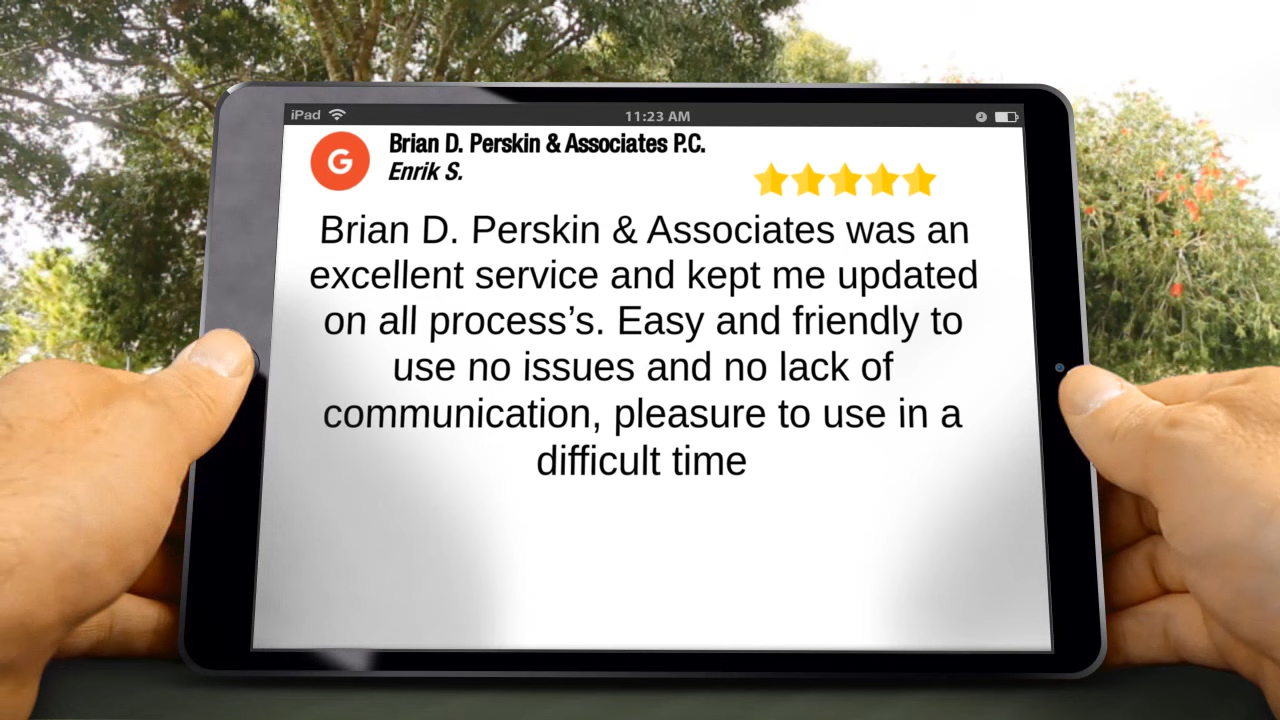 iPad 11:23 AM
G
Brian D. Perskin & Associates P.C.
Enrik S.
Brian D. Perskin & Associates was an
excellent service and kept me updated
on all process’s. Easy and friendly to
use no issues and no lack of
communication, pleasure to use in a
difficult time